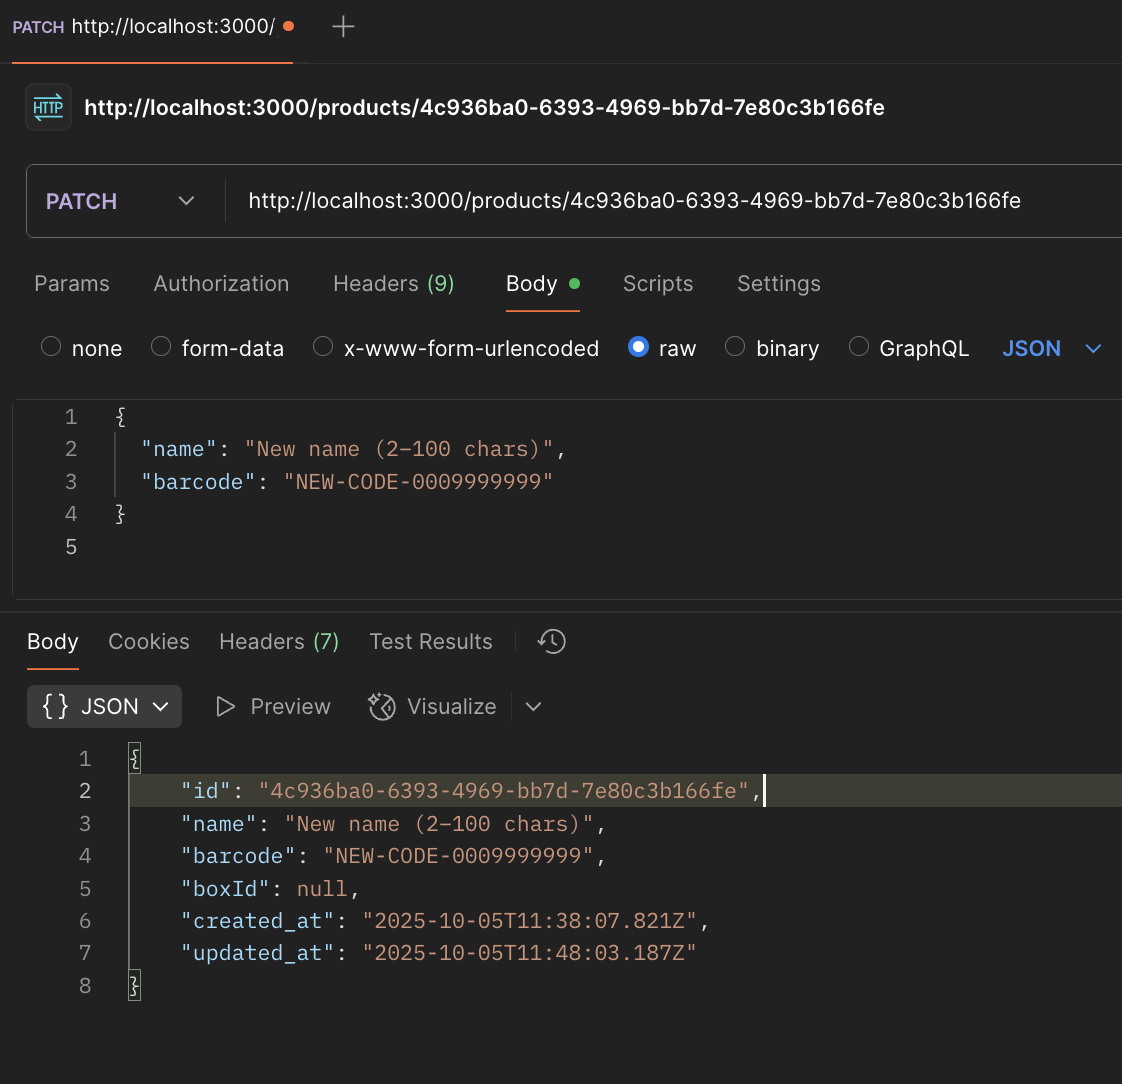 PATCH http://localhost:3000/
HTTP http://localhost:3000/products/4c936ba0-6393-4969-bb7d-7e80c3b166fe
PATCH http://localhost:3000/products/4c936ba0-6393-4969-bb7d-7e80c3b166fe
Params Authorization Headers (9) Body Scripts Settings
none form-data x-www-form-urlencoded raw binary GraphQL JSON
1 {
2 "name": "New name (2–100 chars)",
3 "barcode": "NEW-CODE-0009999999"
4 }
5
Body Cookies Headers (7) Test Results
{} JSON Preview Visualize
1 {
2 "id": "4c936ba0-6393-4969-bb7d-7e80c3b166fe",
3 "name": "New name (2–100 chars)",
4 "barcode": "NEW-CODE-0009999999",
5 "boxId": null,
6 "created_at": "2025-10-05T11:38:07.821Z",
7 "updated_at": "2025-10-05T11:48:03.187Z"
8 }